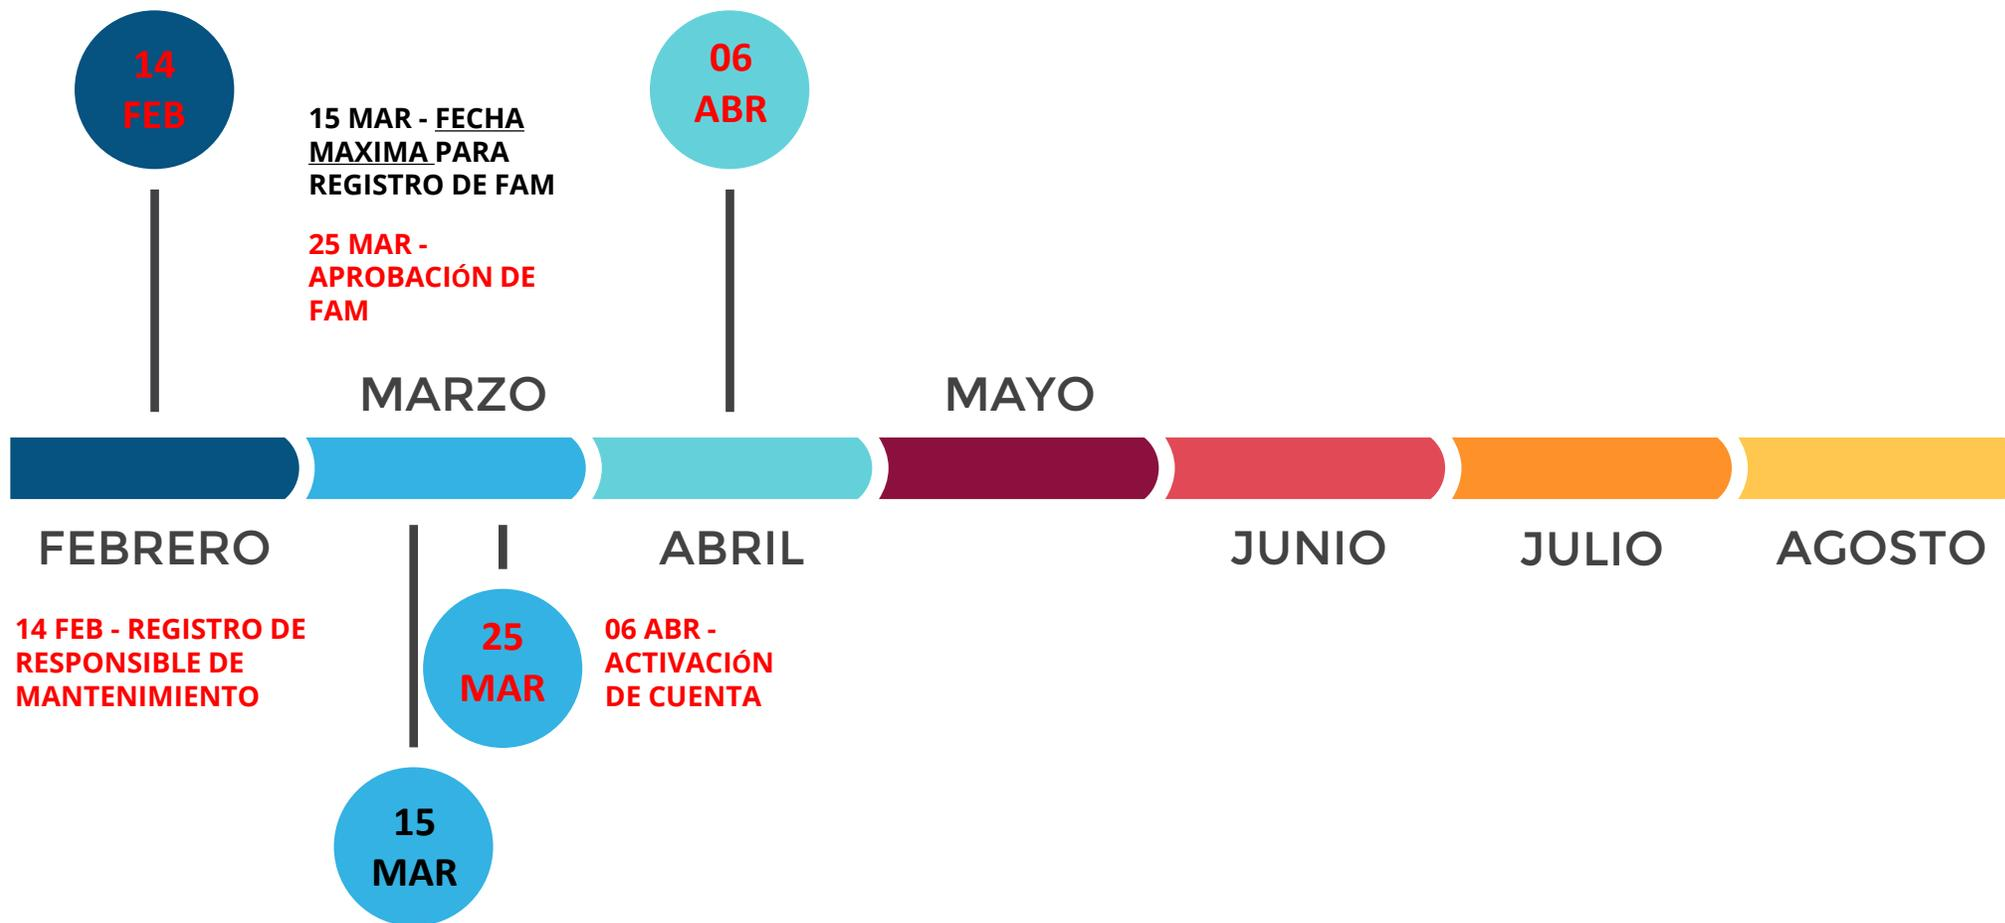 14
FEB
15 MAR - FECHA
MAXIMA PARA
REGISTRO DE FAM
25 MAR -
APROBACIÓN DE
FAM
06
ABR
MARZO
MAYO
FEBRERO
ABRIL
JUNIO
JULIO
AGOSTO
14 FEB - REGISTRO DE
RESPONSIBLE DE
MANTENIMIENTO
25
MAR
06 ABR -
ACTIVACIÓN
DE CUENTA
15
MAR